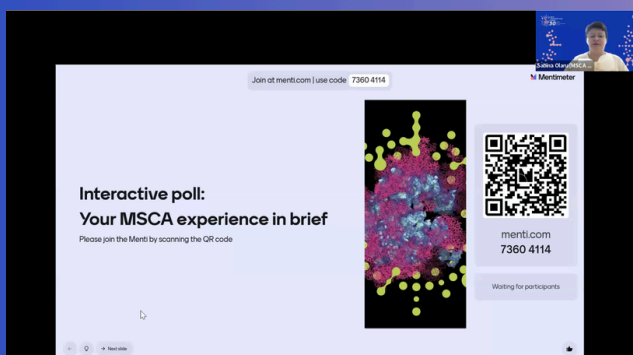 Join at menti.com | use code 7360 4114
Mentimeter
Interactive poll:
Your MSCA experience in brief
Please join the Menti by scanning the QR code
menti.com
7360 4114
Waiting for participants
Next slide